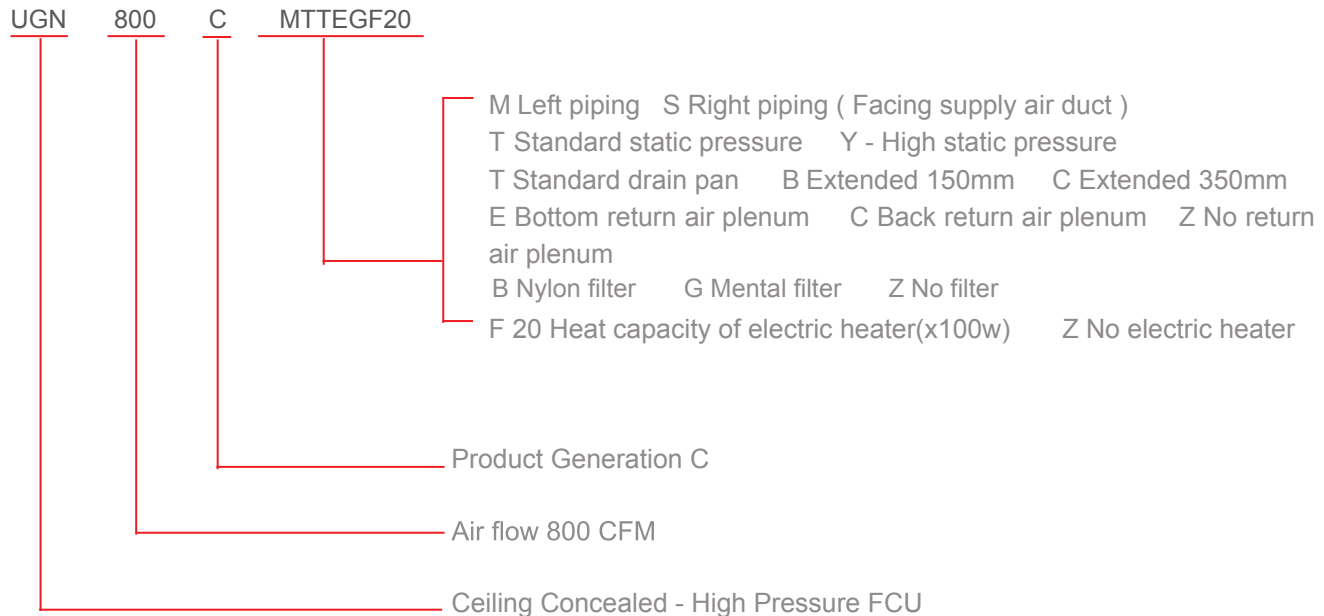 UGN 800 C MTTEGF20
M Left piping S Right piping ( Facing supply air duct )
T Standard static pressure Y - High static pressure
T Standard drain pan B Extended 150mm C Extended 350mm
E Bottom return air plenum C Back return air plenum Z No return
air plenum
B Nylon filter G Mental filter Z No filter
F 20 Heat capacity of electric heater(x100w) Z No electric heater
Product Generation C
Air flow 800 CFM
Ceiling Concealed - High Pressure FCU